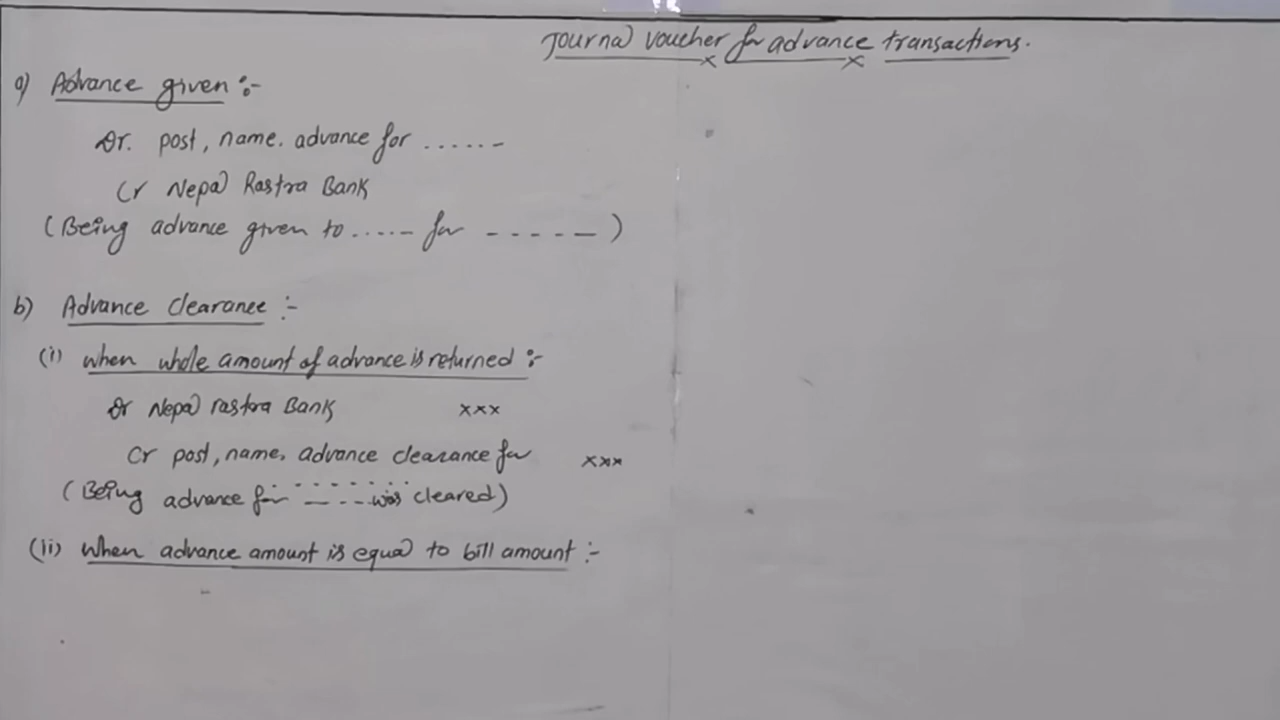 Journal voucher for advance transactions.
a) Advance given :-
Dr. post, name. advance for ......
Cr Nepal Rastra Bank
(Being advance given to ..... for - - - - - )
b) Advance clearance :-
(i) when whole amount of advance is returned :-
Dr Nepal rastra Bank xxx
Cr post, name, advance clearance for ....... xxx
(Being advance for - - - - was cleared)
(ii) When advance amount is equal to bill amount :-